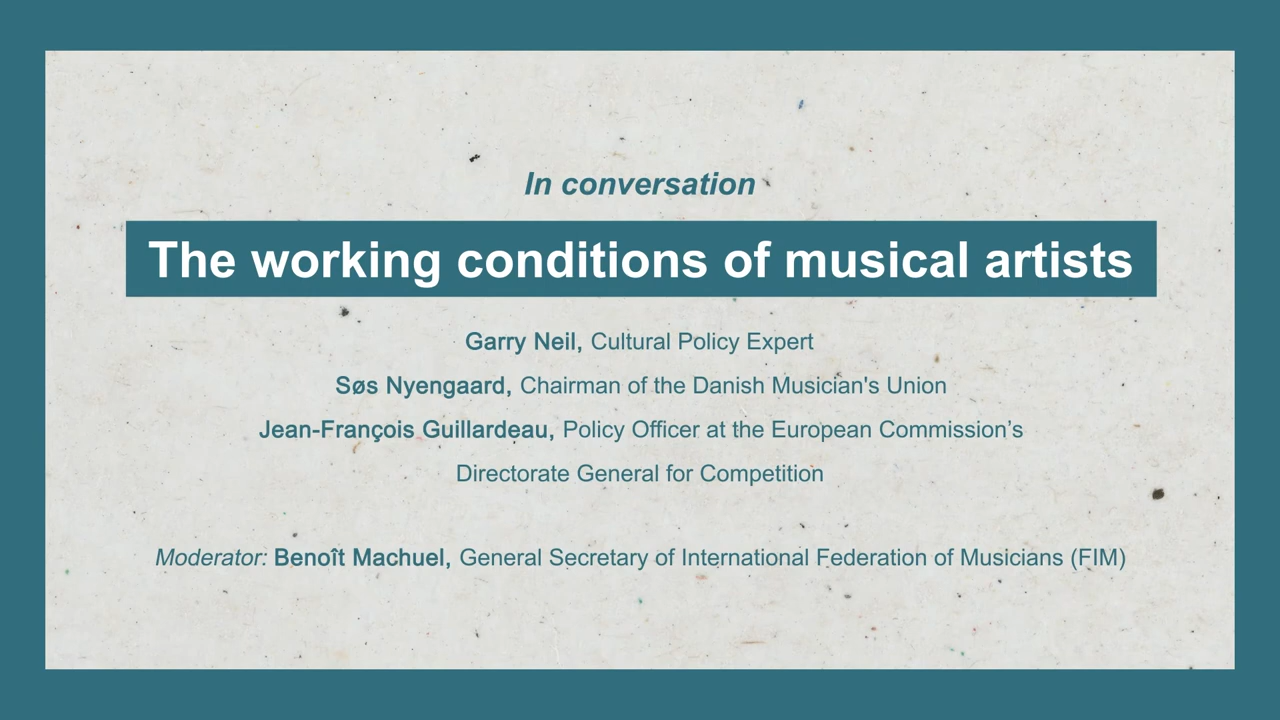 In conversation
The working conditions of musical artists
Garry Neil, Cultural Policy Expert
Søs Nyengaard, Chairman of the Danish Musician's Union
Jean-François Guillardeau, Policy Officer at the European Commission’s
Directorate General for Competition
Moderator: Benoît Machuel, General Secretary of International Federation of Musicians (FIM)